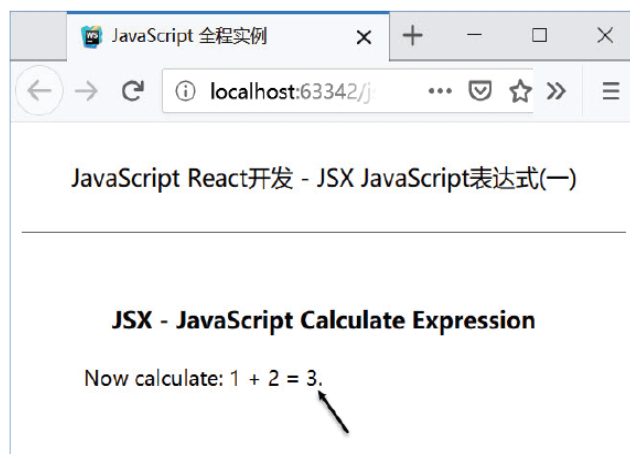 JavaScript 全程实例
localhost:63342/j
JavaScript React开发 - JSX JavaScript表达式(一)
JSX - JavaScript Calculate Expression
Now calculate: 1 + 2 = 3.